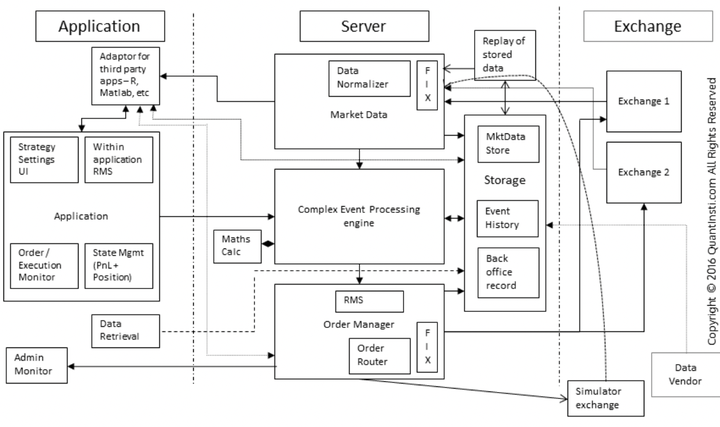 Application
Server
Exchange
Adaptor for
third party
apps – R,
Matlab, etc
Data
Normalizer
F
I
X
Market Data
Replay of
stored
data
Exchange 1
Exchange 2
Strategy
Settings
UI
Within
application
RMS
Application
Order /
Execution
Monitor
State Mgmt
(PnL+
Position)
MktData
Store
Storage
Event
History
Back
office
record
Complex Event Processing
engine
Maths
Calc
RMS
Order Manager
Order
Router
F
I
X
Data
Retrieval
Admin
Monitor
Simulator
exchange
Data
Vendor
Copyright © 2016 Quantinsti.com All Rights Reserved